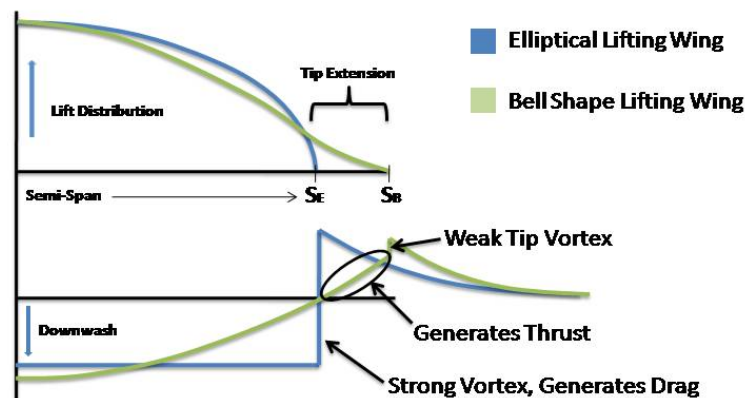 Elliptical Lifting Wing
Bell Shape Lifting Wing
Tip Extension
Lift Distribution
Semi-Span
SE
SB
Weak Tip Vortex
Downwash
Generates Thrust
Strong Vortex, Generates Drag